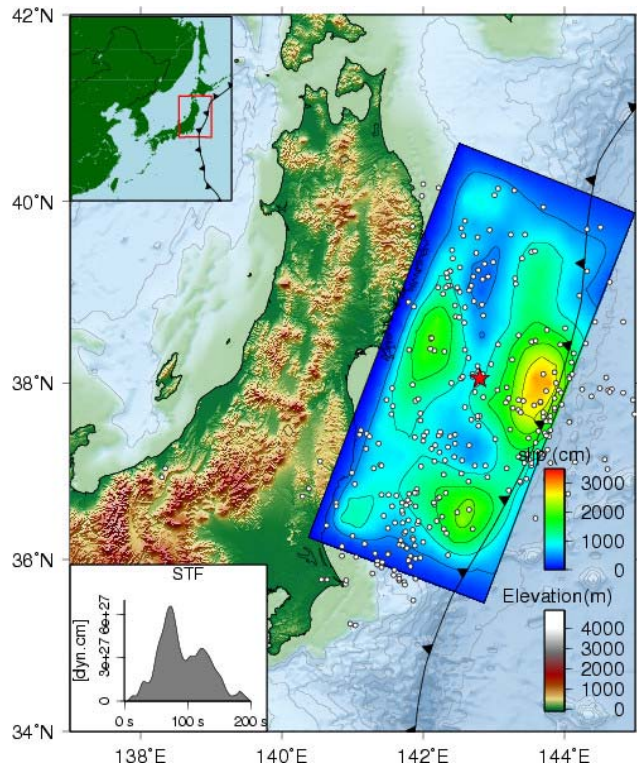 42°N
40°N
38°N
36°N
34°N
138°E
140°E
142°E
144°E
slip (cm)
3000
2000
1000
0
Elevation(m)
4000
3000
2000
1000
0
STF
[dyn.cm]
6e+27
3e+27
0
0 s
100 s
200 s